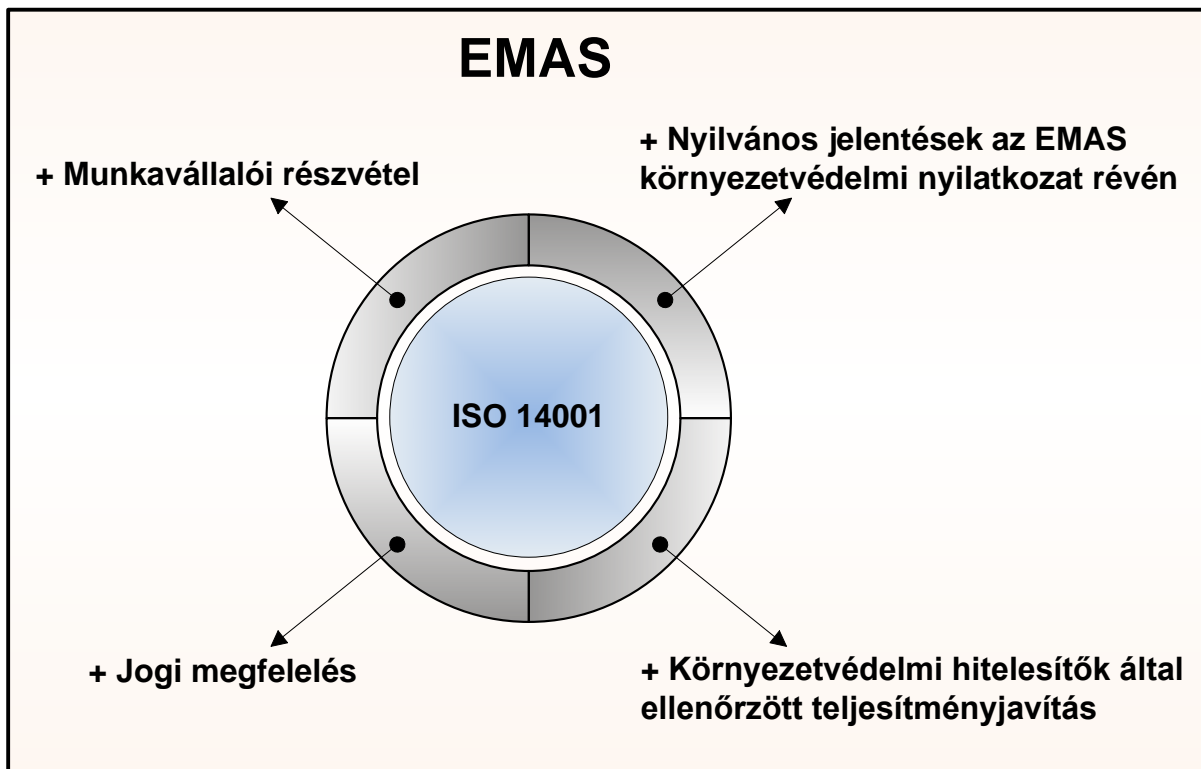 EMAS
+ Munkavállalói részvétel
+ Nyilvános jelentések az EMAS
környezetvédelmi nyilatkozat révén
ISO 14001
+ Jogi megfelelés
+ Környezetvédelmi hitelesítők által
ellenőrzött teljesítményjavítás